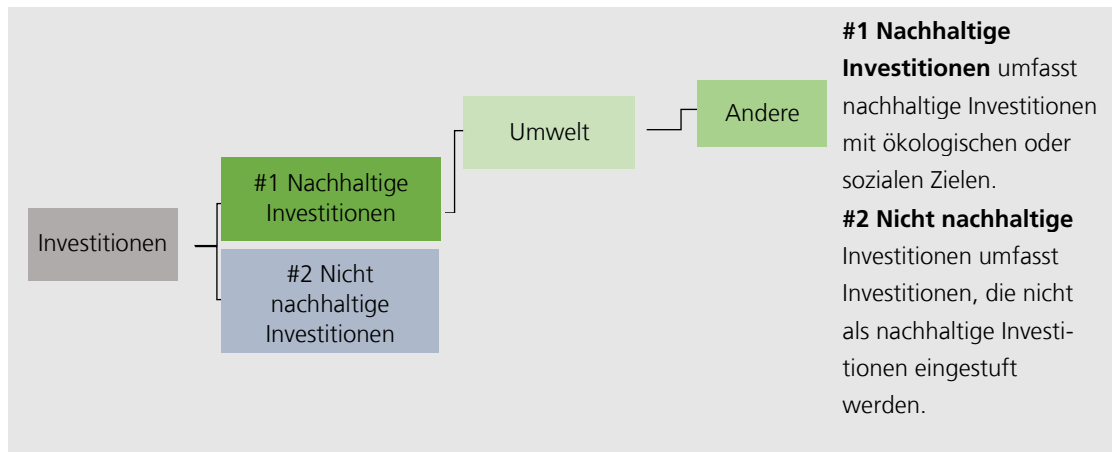 Investitionen
#1 Nachhaltige
Investitionen
#2 Nicht
nachhaltige
Investitionen
Umwelt
Andere
#1 Nachhaltige
Investitionen umfasst
nachhaltige Investitionen
mit ökologischen oder
sozialen Zielen.
#2 Nicht nachhaltige
Investitionen umfasst
Investitionen, die nicht
als nachhaltige Investi-
tionen eingestuft
werden.